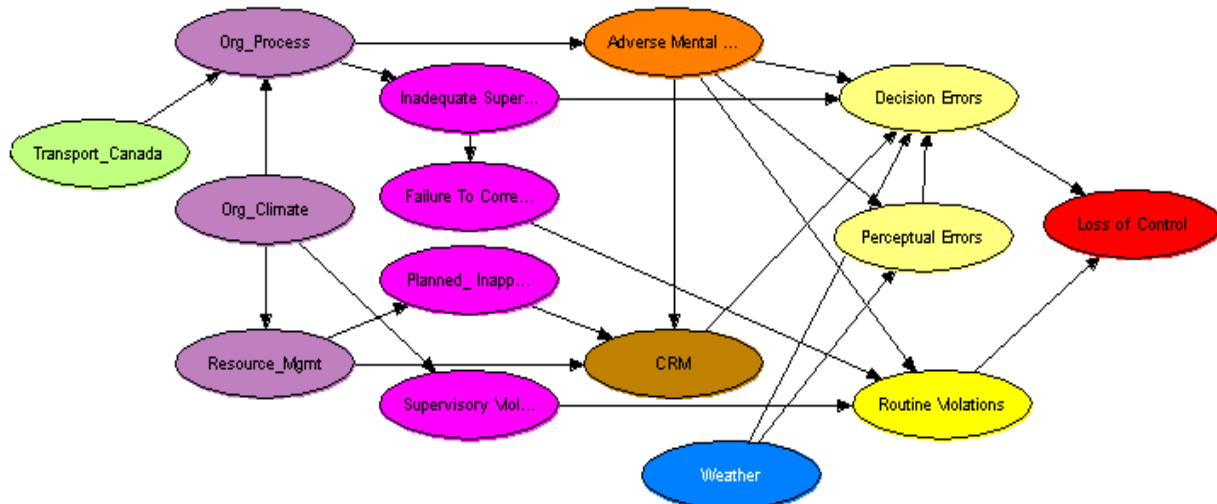 Org_Process
Adverse Mental ...
Inadequate Super...
Decision Errors
Transport_Canada
Failure To Corre...
Org_Climate
Loss of Control
Perceptual Errors
Planned_ Inapp...
Resource_Mgmt
CRM
Supervisory Viol...
Routine Violations
Weather